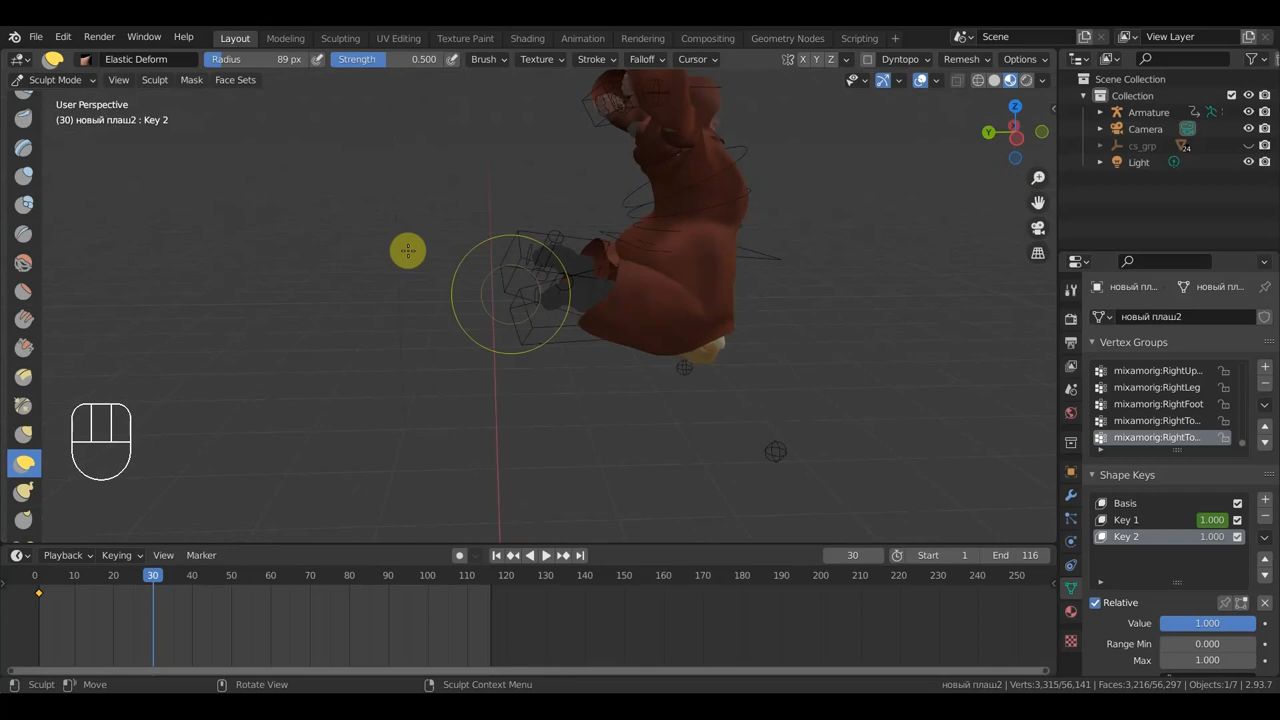 File Edit Render Window Help Layout Modeling Sculpting UV Editing Texture Paint Shading Animation Rendering Compositing Geometry Nodes Scripting + Scene View Layer
Elastic Deform Radius 89 px Strength 0.500 Brush Texture Stroke Falloff Cursor X Y Z Dyntopo Remesh Options
Sculpt Mode View Sculpt Mask Face Sets
User Perspective
(30) новый плащ2 : Key 2
Z
Y
Scene Collection
Collection
Armature
Camera
cs_grp 24
Light
новый пл... новый пл...
новый плащ2
Vertex Groups
mixamorig:RightUp...
mixamorig:RightLeg
mixamorig:RightFoot
mixamorig:RightTo...
mixamorig:RightTo...
Shape Keys
Basis
Key 1 1.000
Key 2 1.000
Relative
Value 1.000
Range Min 0.000
Max 1.000
Playback Keying View Marker 30 Start 1 End 116
0 10 20 30 40 50 60 70 80 90 100 110 120 130 140 150 160 170 180 190 200 210 220 230 240 250
Sculpt Move Rotate View Sculpt Context Menu новый плащ2 | Verts:3,315/56,141 | Faces:3,216/56,297 | Objects:1/7 | 2.93.7